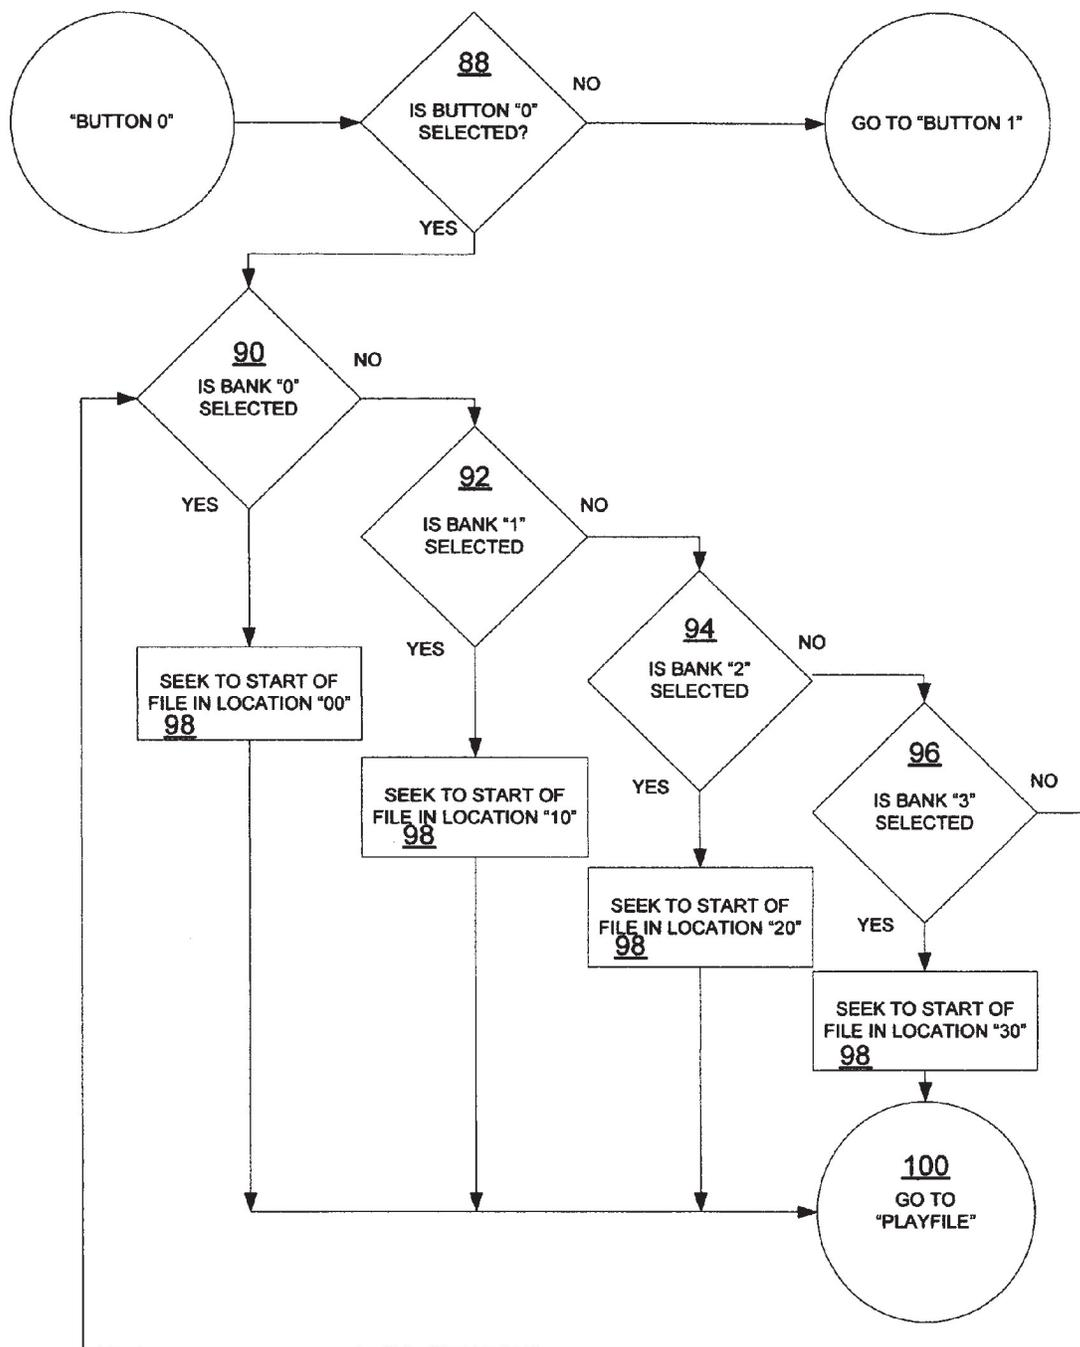 "BUTTON 0"
88
IS BUTTON "0"
SELECTED?
NO
GO TO "BUTTON 1"
YES
90
IS BANK "0"
SELECTED
NO
YES
92
IS BANK "1"
SELECTED
NO
YES
94
IS BANK "2"
SELECTED
NO
YES
96
IS BANK "3"
SELECTED
NO
YES
SEEK TO START OF
FILE IN LOCATION "00"
98
SEEK TO START OF
FILE IN LOCATION "10"
98
SEEK TO START OF
FILE IN LOCATION "20"
98
SEEK TO START OF
FILE IN LOCATION "30"
98
100
GO TO
"PLAYFILE"